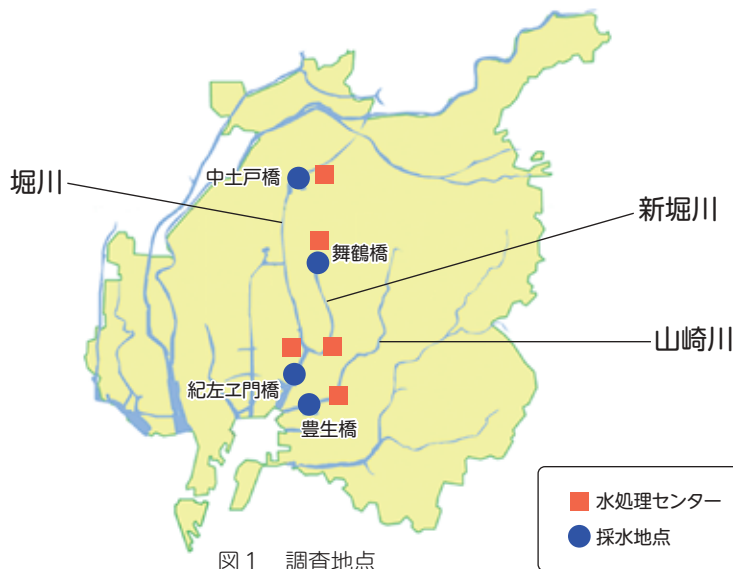 中土戸橋
堀川
新堀川
舞鶴橋
山崎川
紀左ヱ門橋
豊生橋
水処理センター
採水地点
図1 調査地点